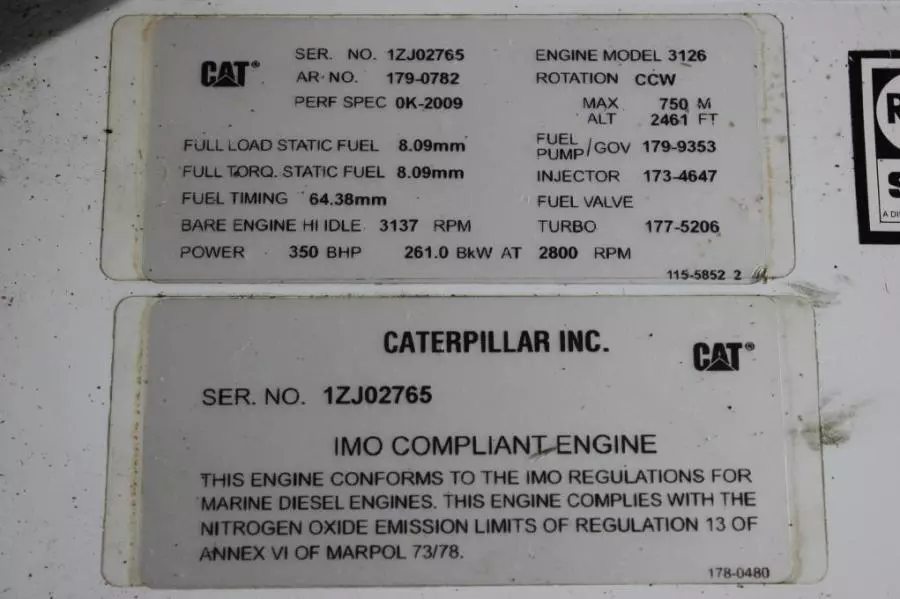 CAT®
SER. NO. 1ZJ02765
AR-NO. 179-0782
PERF SPEC 0K-2009
ENGINE MODEL 3126
ROTATION CCW
MAX ALT 750 M
2461 FT
FULL LOAD STATIC FUEL 8.09mm
FULL TORQ. STATIC FUEL 8.09mm
FUEL TIMING 64.38mm
BARE ENGINE HI IDLE 3137 RPM
POWER 350 BHP 261.0 BkW AT 2800 RPM
FUEL PUMP/GOV 179-9353
INJECTOR 173-4647
FUEL VALVE
TURBO 177-5206
115-5852 2
CATERPILLAR INC.
CAT®
SER. NO. 1ZJ02765
IMO COMPLIANT ENGINE
THIS ENGINE CONFORMS TO THE IMO REGULATIONS FOR
MARINE DIESEL ENGINES. THIS ENGINE COMPLIES WITH THE
NITROGEN OXIDE EMISSION LIMITS OF REGULATION 13 OF
ANNEX VI OF MARPOL 73/78.
178-0480
R
S
A DI